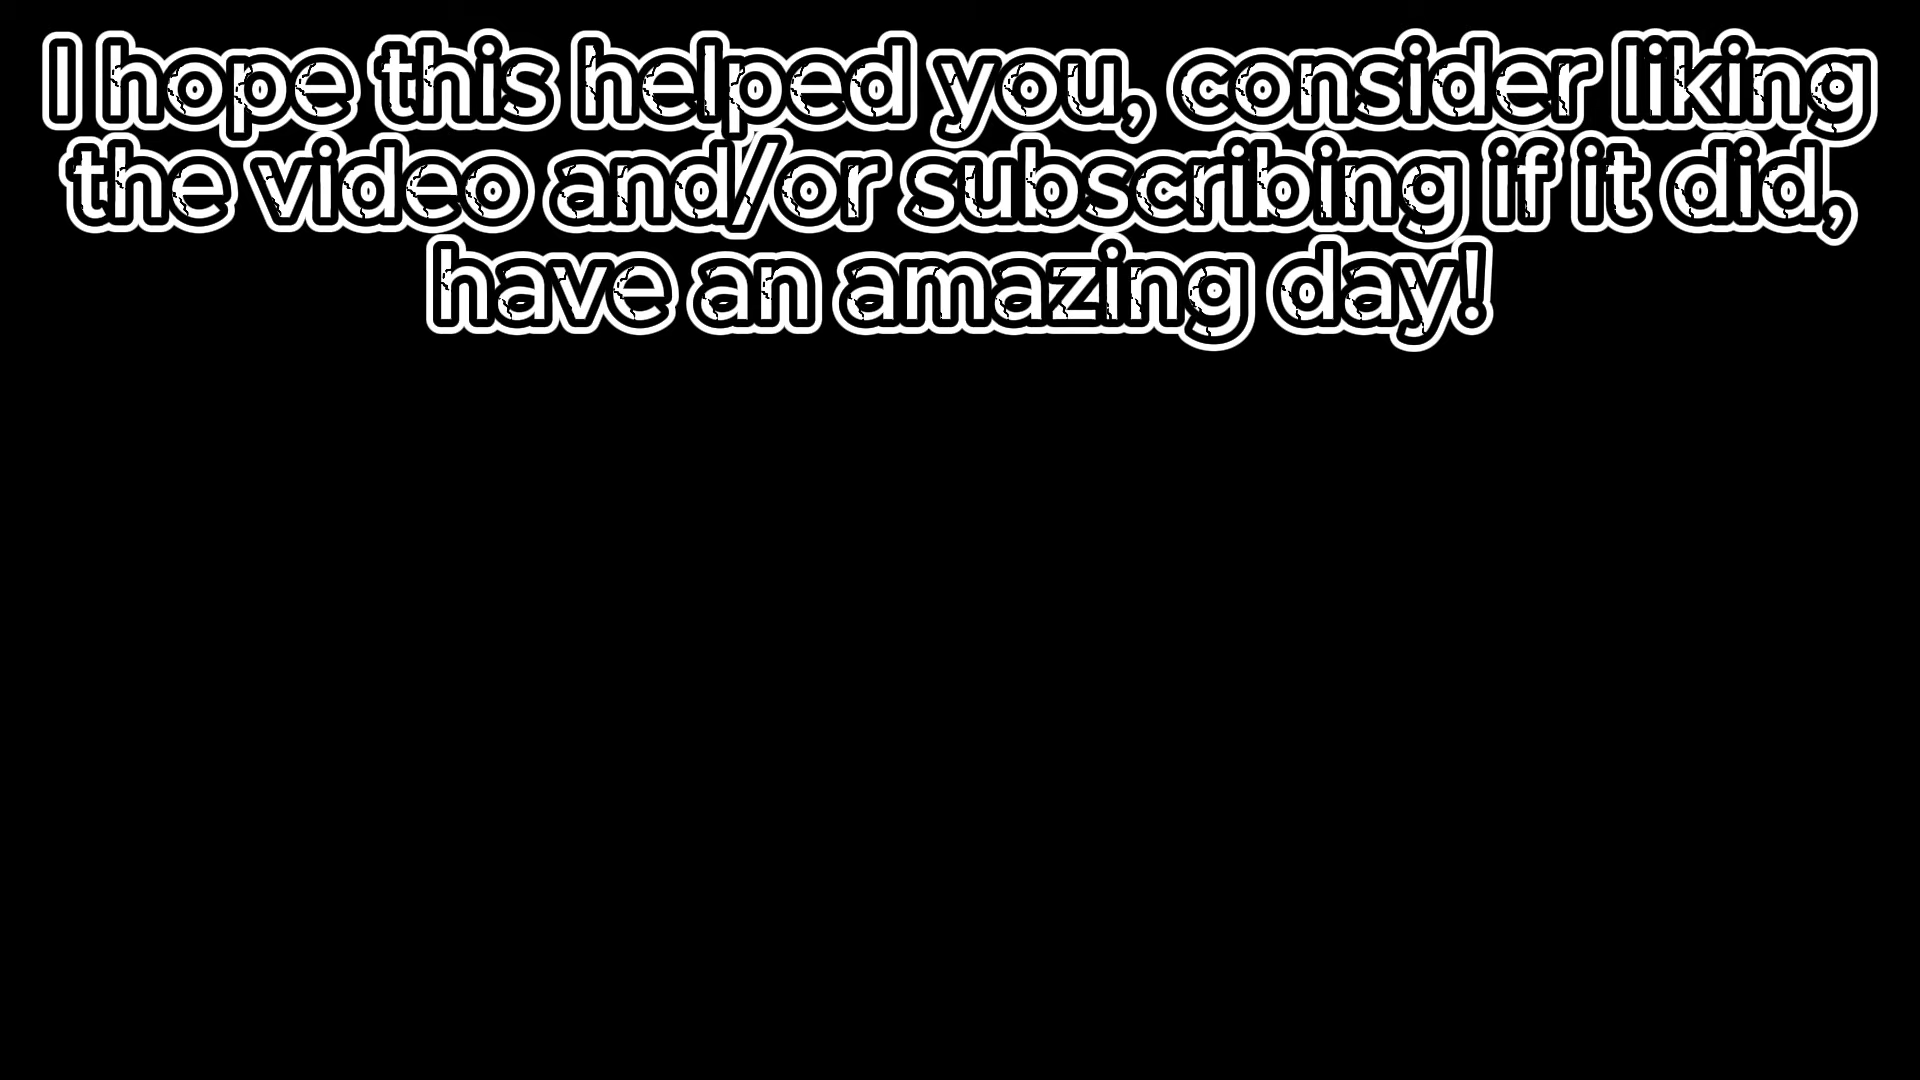 I hope this helped you, consider liking
the video and/or subscribing if it did,
have an amazing day!